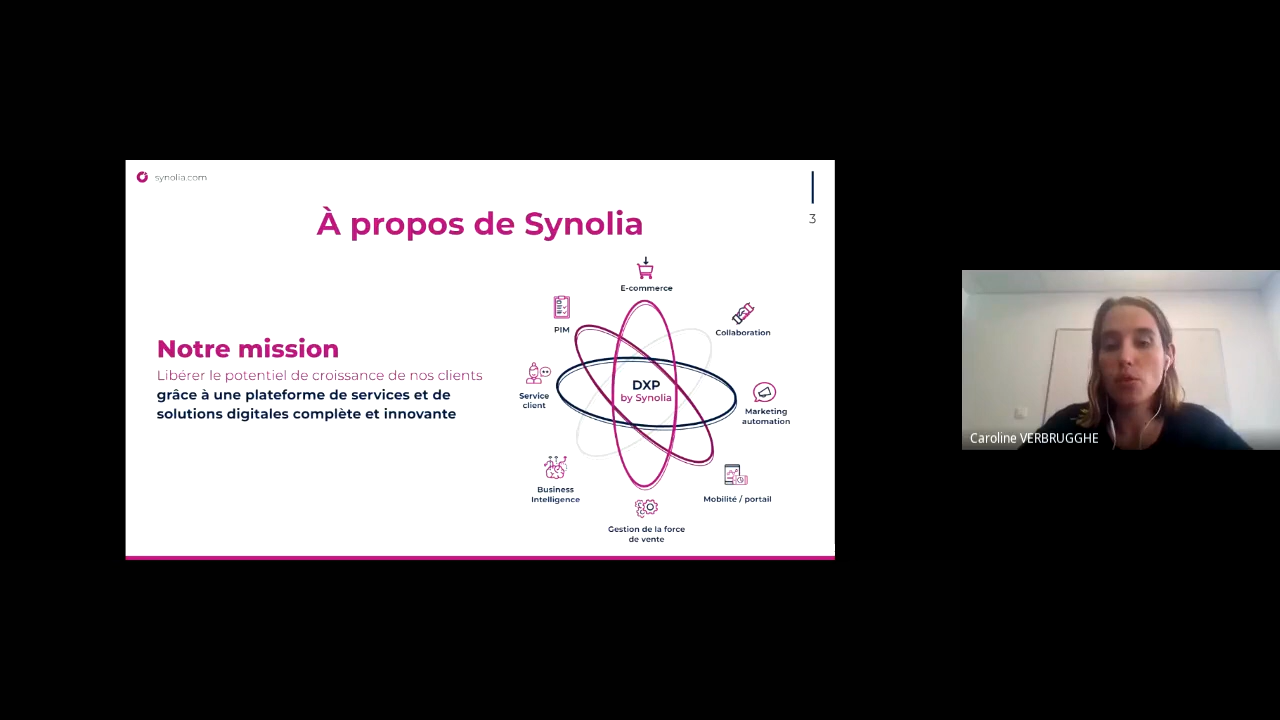 synolia.com
3
À propos de Synolia
Notre mission
Libérer le potentiel de croissance de nos clients
grâce à une plateforme de services et de
solutions digitales complète et innovante
E-commerce
PIM
Collaboration
Service
client
DXP
by Synolia
Marketing
automation
Business
Intelligence
Mobilité / portail
Gestion de la force
de vente
Caroline VERBRUGGHE